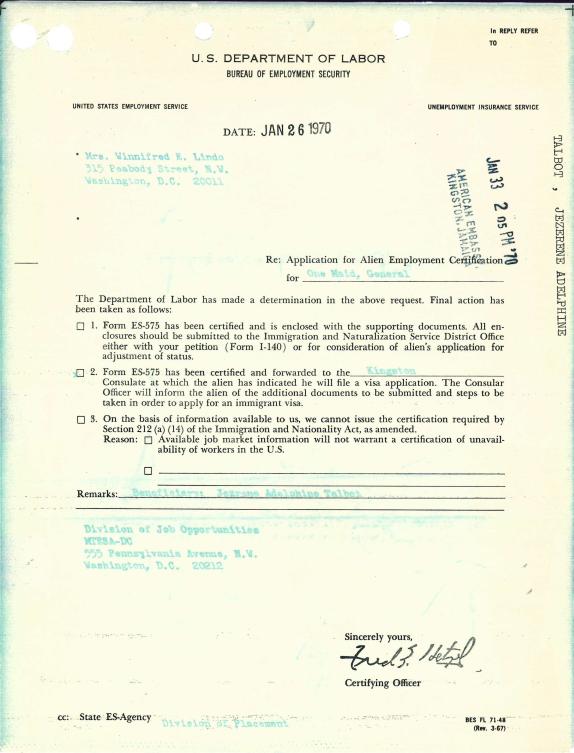 In REPLY REFER
TO
U.S. DEPARTMENT OF LABOR
BUREAU OF EMPLOYMENT SECURITY
UNITED STATES EMPLOYMENT SERVICE
UNEMPLOYMENT INSURANCE SERVICE
DATE: JAN 26 1970
Mrs. Winnifred E. Lindo
315 Peabody Street, N.W.
Washington, D.C. 20011
JAN 33 2 05 PM '70
AMERICAN EMBASSY
KINGSTON, JAMAICA
TALBOT, JEZERENE ADELPHINE
Re: Application for Alien Employment Certification
for One Maid, General
The Department of Labor has made a determination in the above request. Final action has
been taken as follows:
1. Form ES-575 has been certified and is enclosed with the supporting documents. All en-
closures should be submitted to the Immigration and Naturalization Service District Office
either with your petition (Form I-140) or for consideration of alien's application for
adjustment of status.
x 2. Form ES-575 has been certified and forwarded to the Kingston
Consulate at which the alien has indicated he will file a visa application. The Consular
Officer will inform the alien of the additional documents to be submitted and steps to be
taken in order to apply for an immigrant visa.
3. On the basis of information available to us, we cannot issue the certification required by
Section 212 (a) (14) of the Immigration and Nationality Act, as amended.
Reason: Available job market information will not warrant a certification of unavail-
ability of workers in the U.S.
Remarks: Beneficiary: Jezrene Adelphine Talbot
Division of Job Opportunities
MTESA-DC
555 Pennsylvania Avenue, N.W.
Washington, D.C. 20212
Sincerely yours,
Fred E. Hetzel
Certifying Officer
cc: State ES-Agency Division of Placement
BES FL 71-48
(Rev. 3-67)